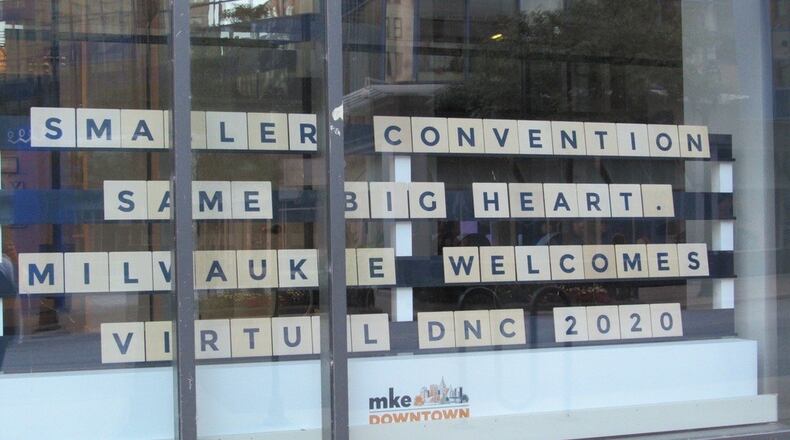 SMALLER CONVENTION
SAME BIG HEART.
MILWAUKEE WELCOMES
VIRTUAL DNC 2020
mke
DOWNTOWN